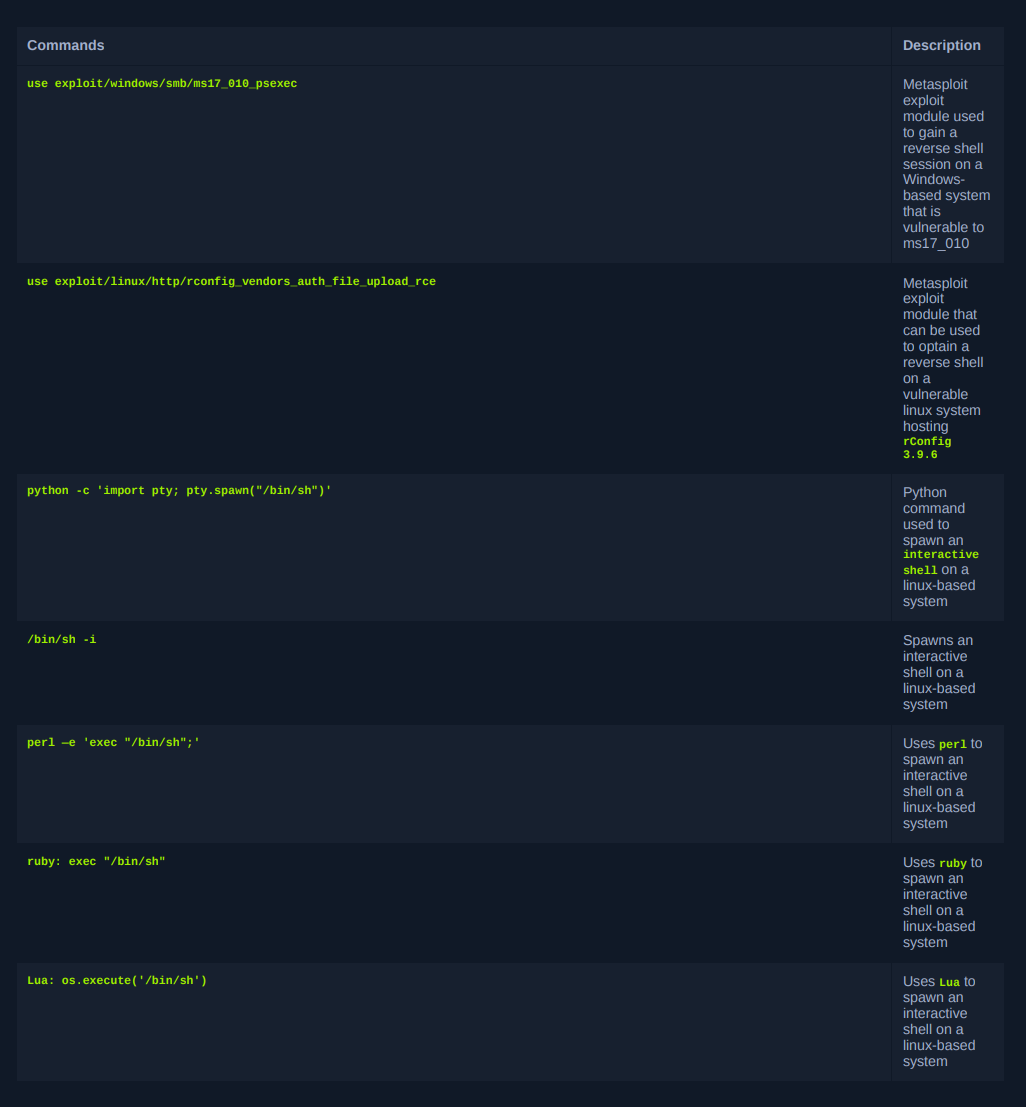 Commands Description
use exploit/windows/smb/ms17_010_psexec
Metasploit
exploit
module used
to gain a
reverse shell
session on a
Windows-
based system
that is
vulnerable to
ms17_010
use exploit/linux/http/rconfig_vendors_auth_file_upload_rce
Metasploit
exploit
module that
can be used
to optain a
reverse shell
on a
vulnerable
linux system
hosting
rConfig
3.9.6
python -c 'import pty; pty.spawn("/bin/sh")'
Python
command
used to
spawn an
interactive
shell on a
linux-based
system
/bin/sh -i
Spawns an
interactive
shell on a
linux-based
system
perl —e 'exec "/bin/sh";'
Uses perl to
spawn an
interactive
shell on a
linux-based
system
ruby: exec "/bin/sh"
Uses ruby to
spawn an
interactive
shell on a
linux-based
system
Lua: os.execute('/bin/sh')
Uses Lua to
spawn an
interactive
shell on a
linux-based
system